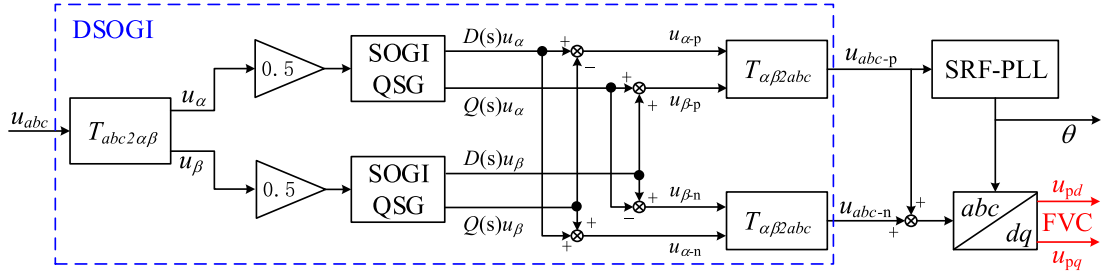 DSOGI
u_abc
T_abc2αβ
u_α
u_β
0.5
0.5
SOGI
QSG
SOGI
QSG
D(s)u_α
Q(s)u_α
D(s)u_β
Q(s)u_β
+
−
+
+
+
−
+
+
u_α-p
u_β-p
u_β-n
u_α-n
T_αβ2abc
T_αβ2abc
u_abc-p
u_abc-n
+
+
SRF-PLL
θ
abc
dq
u_pd
FVC
u_pq